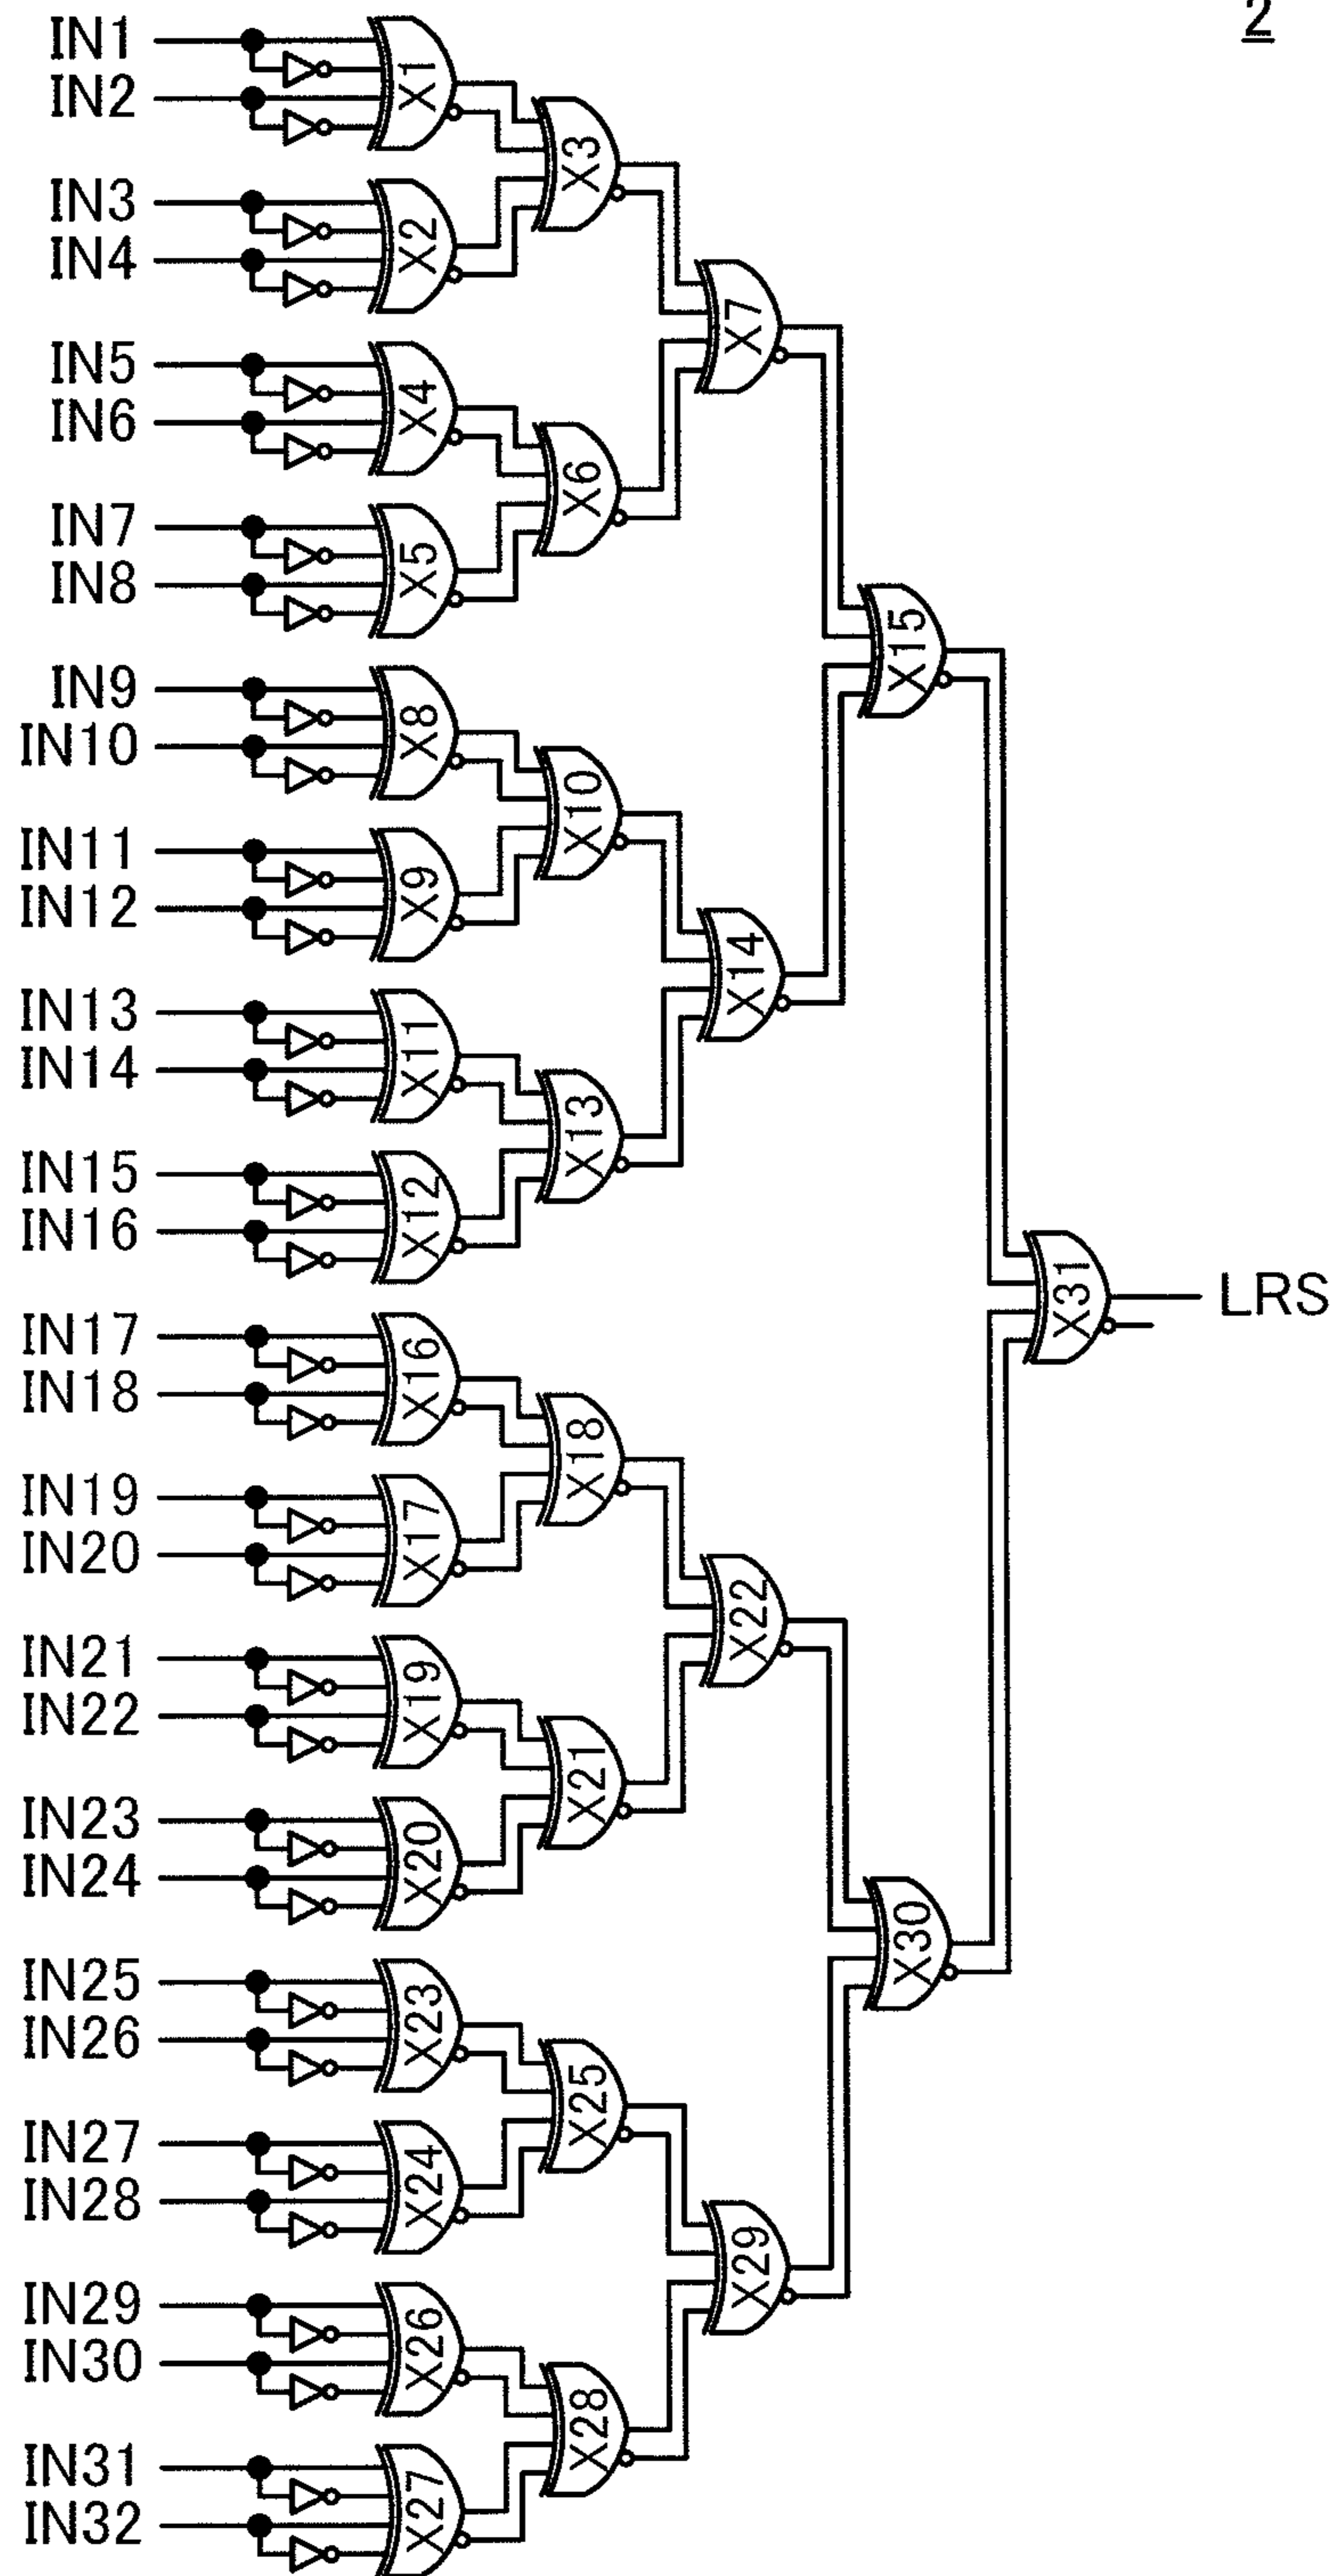 2
IN1
IN2
X1
X3
IN3
IN4
X2
X7
IN5
IN6
X4
X6
IN7
IN8
X5
X15
IN9
IN10
X8
X10
IN11
IN12
X9
X14
IN13
IN14
X11
X13
IN15
IN16
X12
X31
LRS
IN17
IN18
X16
X18
IN19
IN20
X17
X22
IN21
IN22
X19
X21
IN23
IN24
X20
X30
IN25
IN26
X23
X25
IN27
IN28
X24
X29
IN29
IN30
X26
X28
IN31
IN32
X27